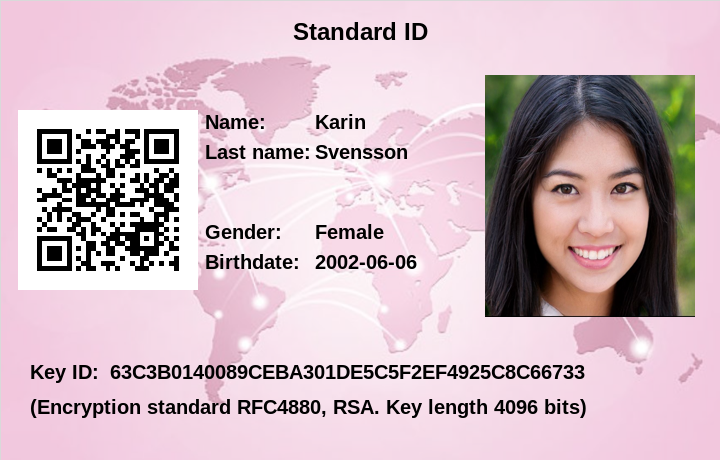 Standard ID
Name: Karin
Last name: Svensson
Gender: Female
Birthdate: 2002-06-06
Key ID: 63C3B0140089CEBA301DE5C5F2EF4925C8C66733
(Encryption standard RFC4880, RSA. Key length 4096 bits)